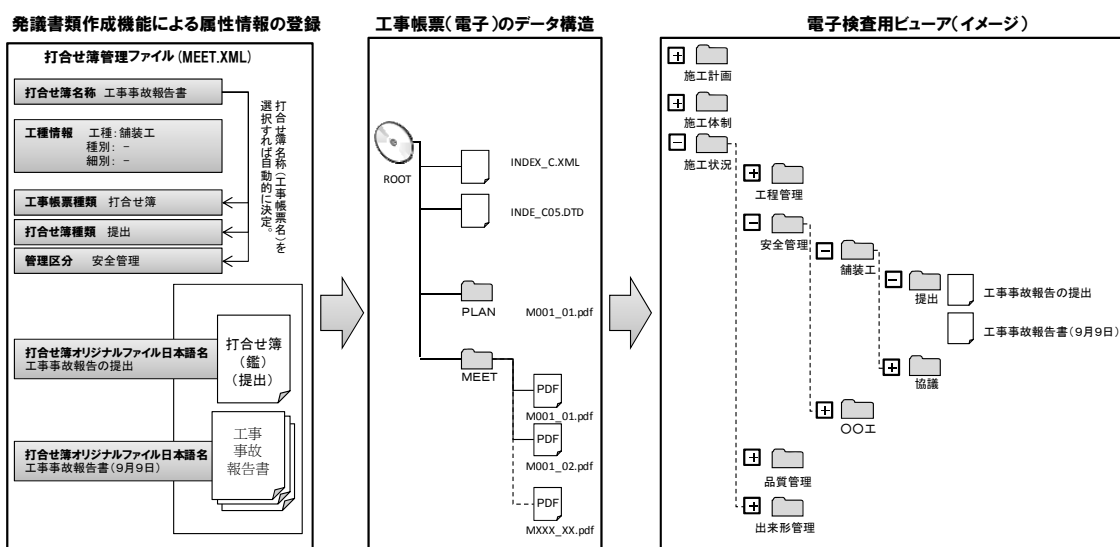 発議書類作成機能による属性情報の登録
打合せ簿管理ファイル(MEET.XML)
打合せ簿名称 工事事故報告書
工種情報 工種:舗装工
種別: -
細別: -
工事帳票種類 打合せ簿
打合せ簿種類 提出
管理区分 安全管理
打合せ簿名称(工事帳票名)を
選択すれば自動的に決定。
打合せ簿オリジナルファイル日本語名
工事事故報告の提出
打合せ簿
(鑑)
(提出)
打合せ簿オリジナルファイル日本語名
工事事故報告書(9月9日)
工事
事故
報告書
工事帳票(電子)のデータ構造
ROOT
INDEX_C.XML
INDE_C05.DTD
PLAN
M001_01.pdf
MEET
PDF
M001_01.pdf
PDF
M001_02.pdf
PDF
MXXX_XX.pdf
電子検査用ビューア(イメージ)
施工計画
施工体制
施工状況
工程管理
安全管理
舗装工
提出
工事事故報告の提出
工事事故報告書(9月9日)
協議
〇〇工
品質管理
出来形管理